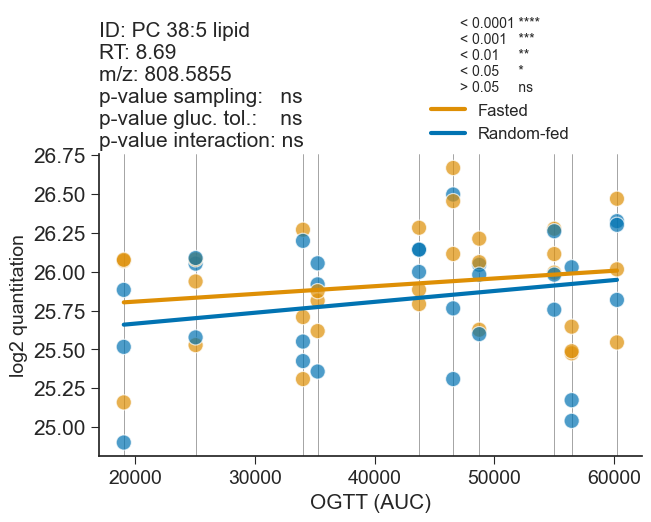 ID: PC 38:5 lipid
RT: 8.69
m/z: 808.5855
p-value sampling: ns
p-value gluc. tol.: ns
p-value interaction: ns
< 0.0001 ****
< 0.001 ***
< 0.01 **
< 0.05 *
> 0.05 ns
Fasted
Random-fed
26.75
26.50
26.25
26.00
25.75
25.50
25.25
25.00
log2 quantitation
20000 30000 40000 50000 60000
OGTT (AUC)